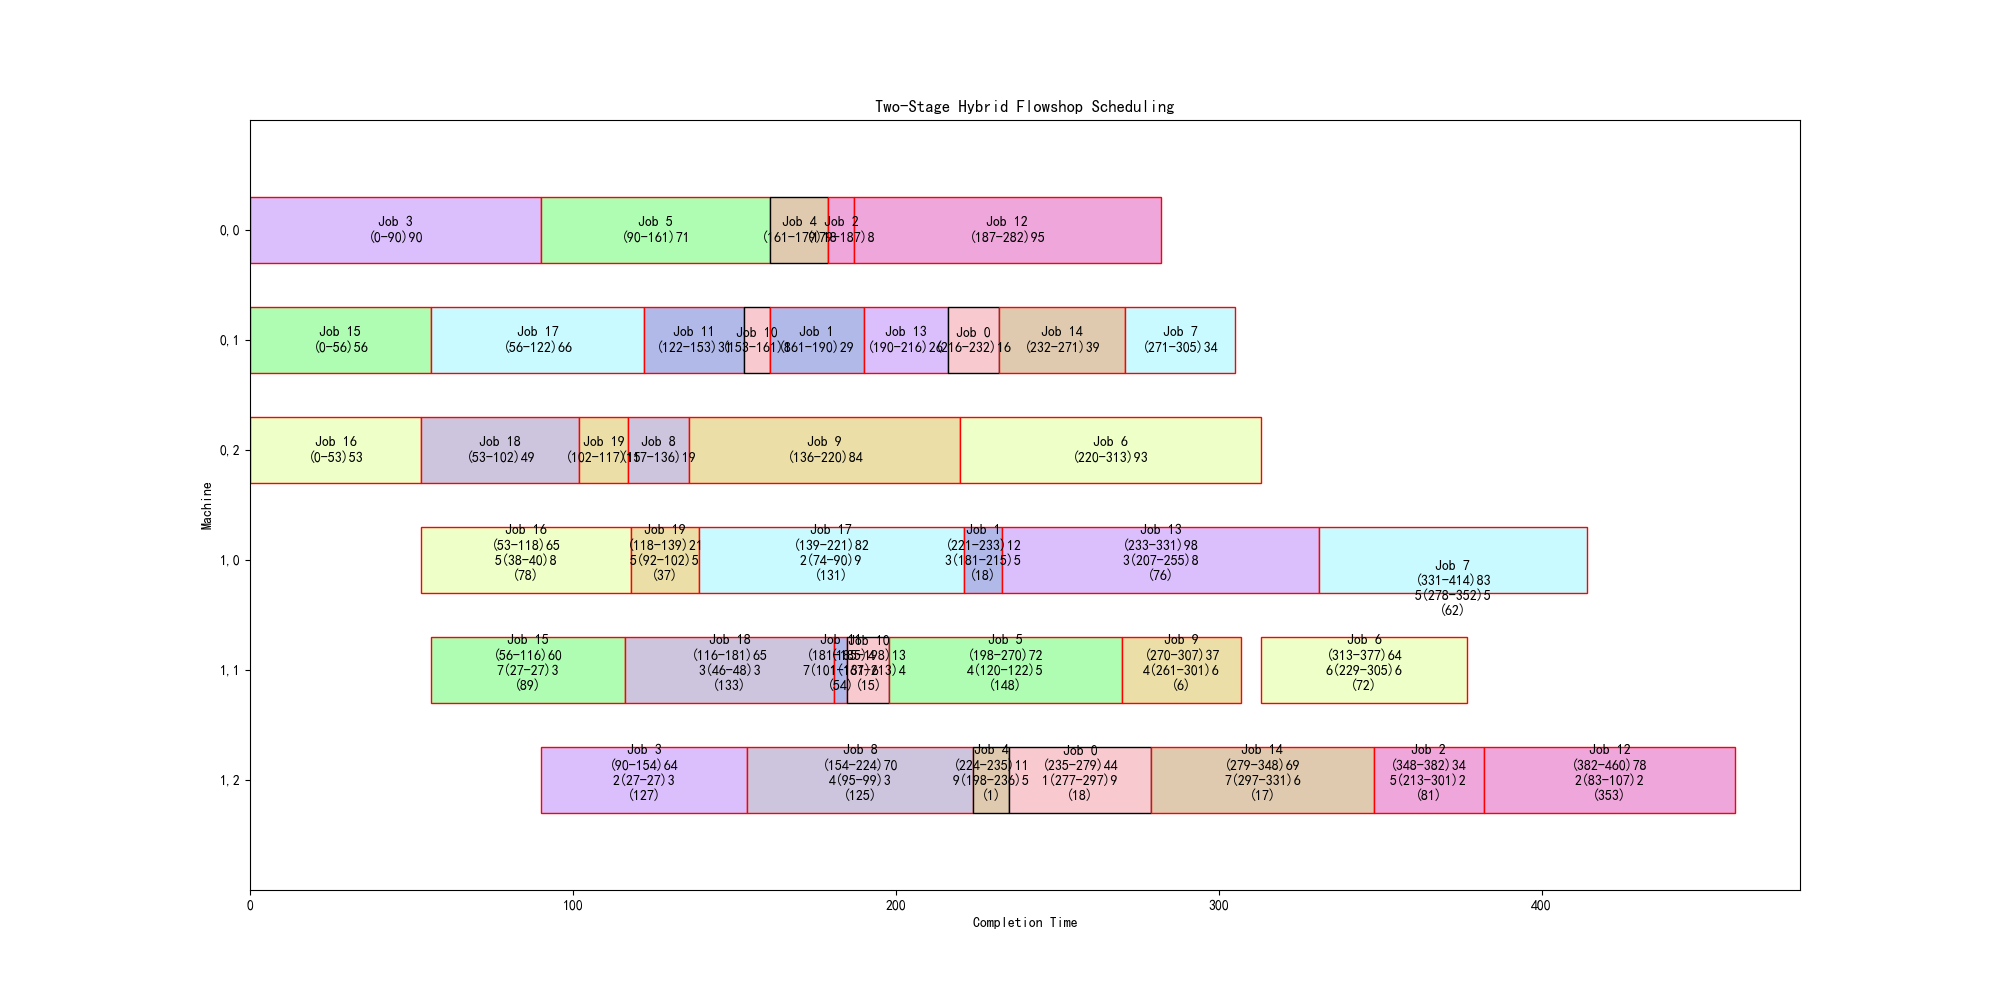 Two-Stage Hybrid Flowshop Scheduling
0,0
Job 3
(0-90)90
Job 5
(90-161)71
Job 4
(161-179)18
Job 2
(179-187)8
Job 12
(187-282)95
0,1
Job 15
(0-56)56
Job 17
(56-122)66
Job 11
(122-153)31
Job 10
(153-161)8
Job 1
(161-190)29
Job 13
(190-216)26
Job 0
(216-232)16
Job 14
(232-271)39
Job 7
(271-305)34
0,2
Job 16
(0-53)53
Job 18
(53-102)49
Job 19
(102-117)15
Job 8
(117-136)19
Job 9
(136-220)84
Job 6
(220-313)93
Machine
1,0
Job 16
(53-118)65
5(38-40)8
(78)
Job 19
(118-139)21
5(92-102)5
(37)
Job 17
(139-221)82
2(74-90)9
(131)
Job 1
(221-233)12
3(181-215)5
(18)
Job 13
(233-331)98
3(207-255)8
(76)
Job 7
(331-414)83
5(278-352)5
(62)
1,1
Job 15
(56-116)60
7(27-27)3
(89)
Job 18
(116-181)65
3(46-48)3
(133)
Job 11
(181-185)4
(54)
Job 10
(185-198)13
(15)
Job 5
(198-270)72
4(120-122)5
(148)
Job 9
(270-307)37
4(261-301)6
(6)
Job 6
(313-377)64
6(229-305)6
(72)
1,2
Job 3
(90-154)64
2(27-27)3
(127)
Job 8
(154-224)70
4(95-99)3
(125)
Job 4
(224-235)11
9(198-236)5
(1)
Job 0
(235-279)44
1(277-297)9
(18)
Job 14
(279-348)69
7(297-331)6
(17)
Job 2
(348-382)34
5(213-301)2
(81)
Job 12
(382-460)78
2(83-107)2
(353)
0
100
200
300
400
Completion Time